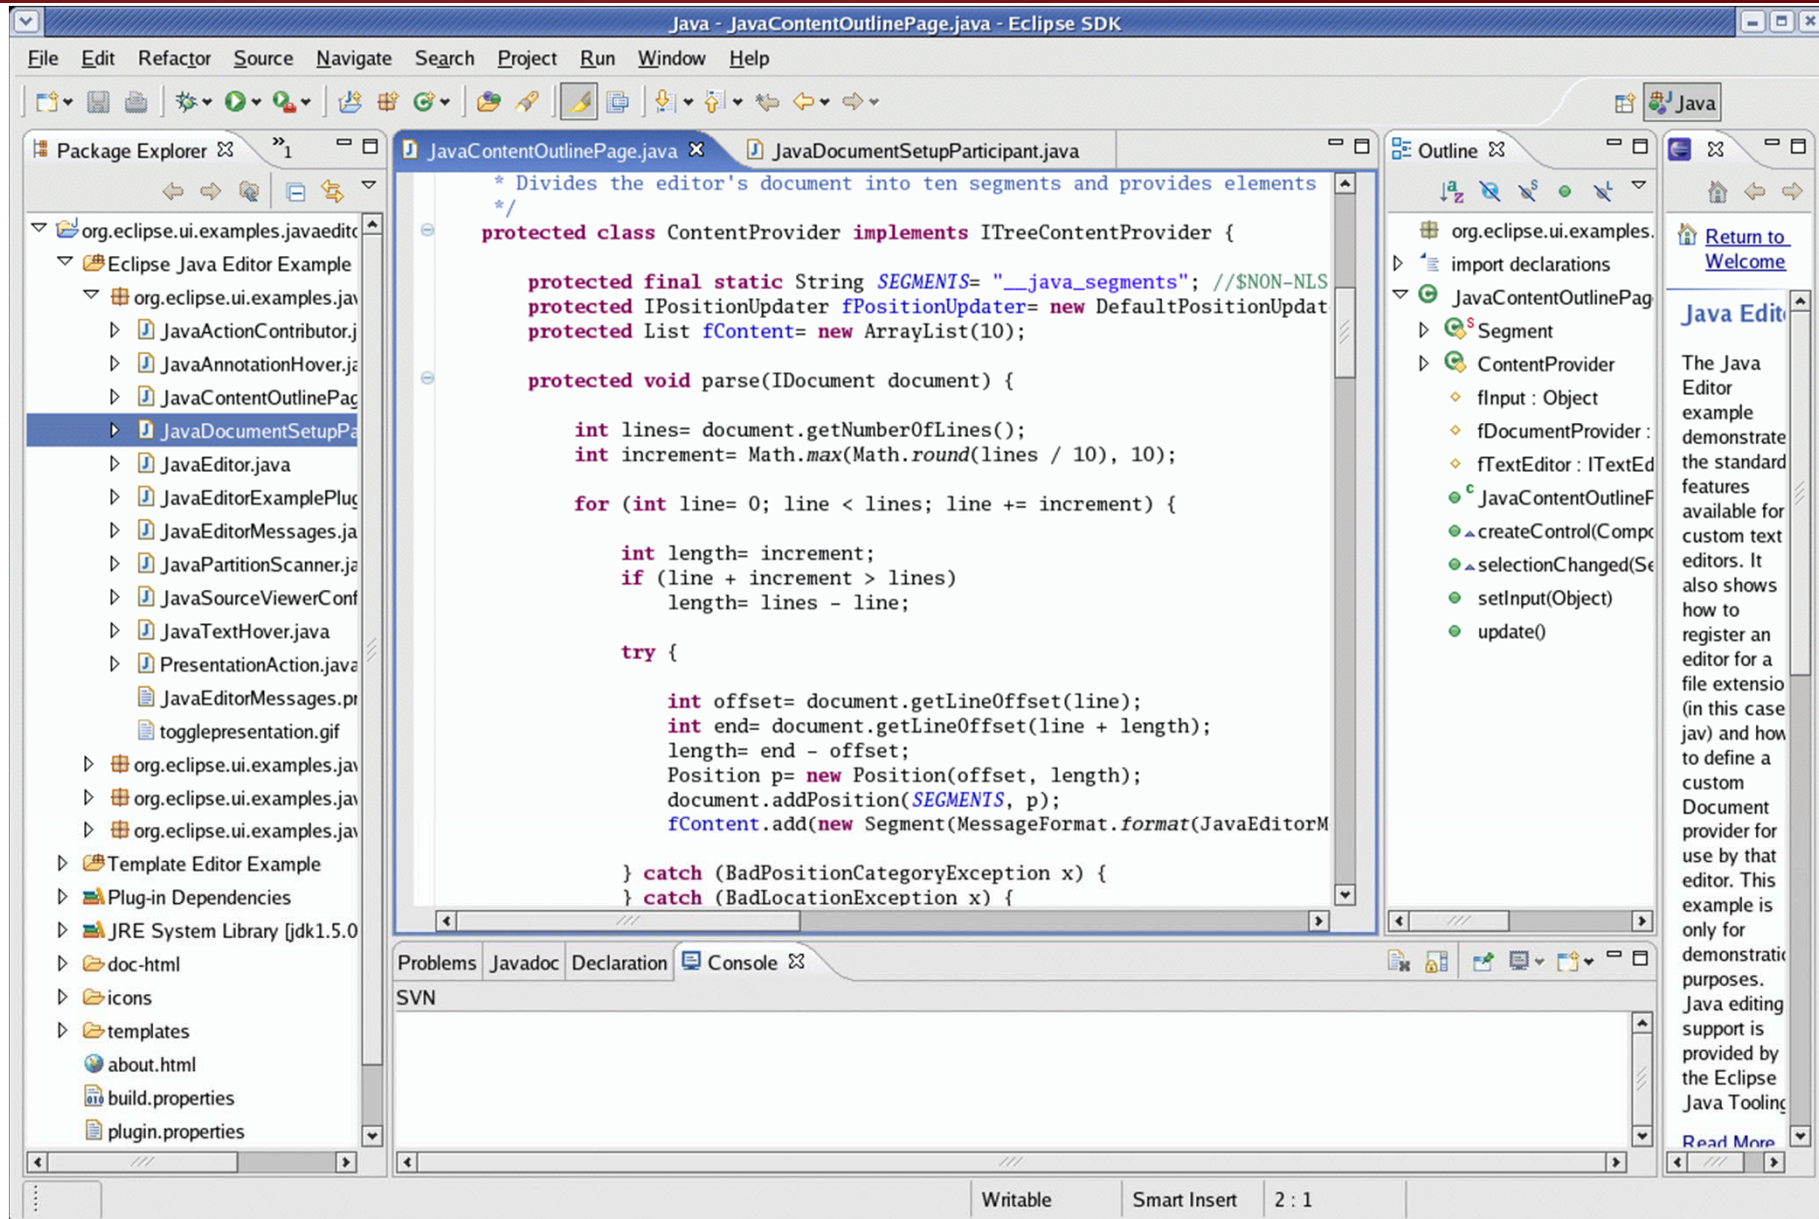 Java - JavaContentOutlinePage.java - Eclipse SDK
File Edit Refactor Source Navigate Search Project Run Window Help
Java
Package Explorer
»1
org.eclipse.ui.examples.javaedito
Eclipse Java Editor Example
org.eclipse.ui.examples.jav
JavaActionContributor.j
JavaAnnotationHover.ja
JavaContentOutlinePag
JavaDocumentSetupPa
JavaEditor.java
JavaEditorExamplePlug
JavaEditorMessages.ja
JavaPartitionScanner.ja
JavaSourceViewerConf
JavaTextHover.java
PresentationAction.java
JavaEditorMessages.pr
togglepresentation.gif
org.eclipse.ui.examples.jav
org.eclipse.ui.examples.jav
org.eclipse.ui.examples.jav
Template Editor Example
Plug-in Dependencies
JRE System Library [jdk1.5.0
doc-html
icons
templates
about.html
build.properties
plugin.properties
JavaContentOutlinePage.java JavaDocumentSetupParticipant.java
* Divides the editor's document into ten segments and provides elements
*/
protected class ContentProvider implements ITreeContentProvider {
protected final static String SEGMENTS= "__java_segments"; //$NON-NLS
protected IPositionUpdater fPositionUpdater= new DefaultPositionUpdat
protected List fContent= new ArrayList(10);
protected void parse(IDocument document) {
int lines= document.getNumberOfLines();
int increment= Math.max(Math.round(lines / 10), 10);
for (int line= 0; line < lines; line += increment) {
int length= increment;
if (line + increment > lines)
length= lines - line;
try {
int offset= document.getLineOffset(line);
int end= document.getLineOffset(line + length);
length= end - offset;
Position p= new Position(offset, length);
document.addPosition(SEGMENTS, p);
fContent.add(new Segment(MessageFormat.format(JavaEditorM
} catch (BadPositionCategoryException x) {
} catch (BadLocationException x) {
Problems Javadoc Declaration Console
SVN
Outline
org.eclipse.ui.examples.
import declarations
JavaContentOutlinePag
Segment
ContentProvider
fInput : Object
fDocumentProvider :
fTextEditor : ITextEd
JavaContentOutlineP
createControl(Compo
selectionChanged(Se
setInput(Object)
update()
Return to
Welcome
Java Edit
The Java
Editor
example
demonstrate
the standard
features
available for
custom text
editors. It
also shows
how to
register an
editor for a
file extensio
(in this case
jav) and how
to define a
custom
Document
provider for
use by that
editor. This
example is
only for
demonstratio
purposes.
Java editing
support is
provided by
the Eclipse
Java Tooling
Read More
Writable Smart Insert 2 : 1